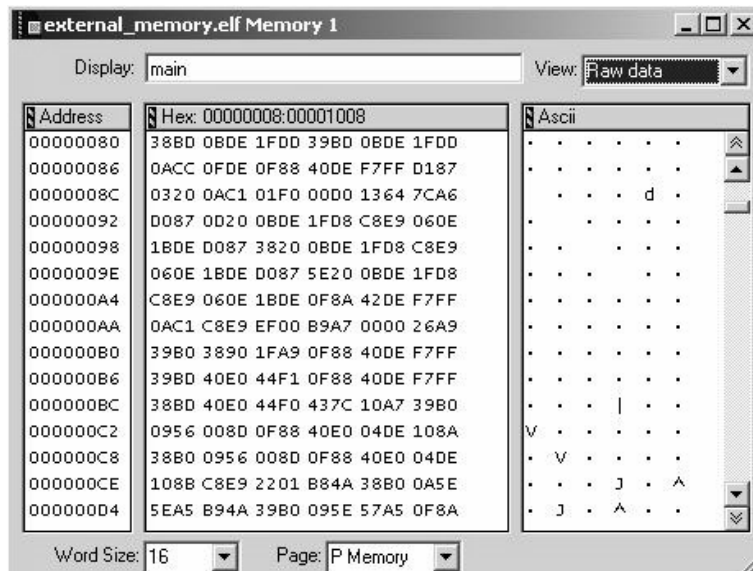 external_memory.elf Memory 1
Display: main View: Raw data
Address Hex: 00000008:00001008 Ascii
00000080 38BD 0BDE 1FDD 39BD 0BDE 1FDD . . . . . .
00000086 0ACC 0FDE 0F88 40DE F7FF D187 . . . . . .
0000008C 0320 0AC1 01F0 00D0 1364 7CA6 . . . d .
00000092 D087 0D20 0BDE 1FD8 C8E9 060E . . . . .
00000098 1BDE D087 3820 0BDE 1FD8 C8E9 . . . . .
0000009E 060E 1BDE D087 5E20 0BDE 1FD8 . . . . .
000000A4 C8E9 060E 1BDE 0F8A 42DE F7FF . . . . . .
000000AA 0AC1 C8E9 EF00 B9A7 0000 26A9 . . . . . .
000000B0 39B0 3890 1FA9 0F88 40DE F7FF . . . . . .
000000B6 39BD 40E0 44F1 0F88 40DE F7FF . . . . . .
000000BC 38BD 40E0 44F0 437C 10A7 39B0 . . . | . .
000000C2 0956 008D 0F88 40E0 04DE 108A V . . . . .
000000C8 38B0 0956 008D 0F88 40E0 04DE . V . . . .
000000CE 108B C8E9 2201 B84A 38B0 0A5E . . . J . ^
000000D4 5EA5 B94A 39B0 095E 57A5 0F8A . J . ^ . .
Word Size: 16 Page: P Memory